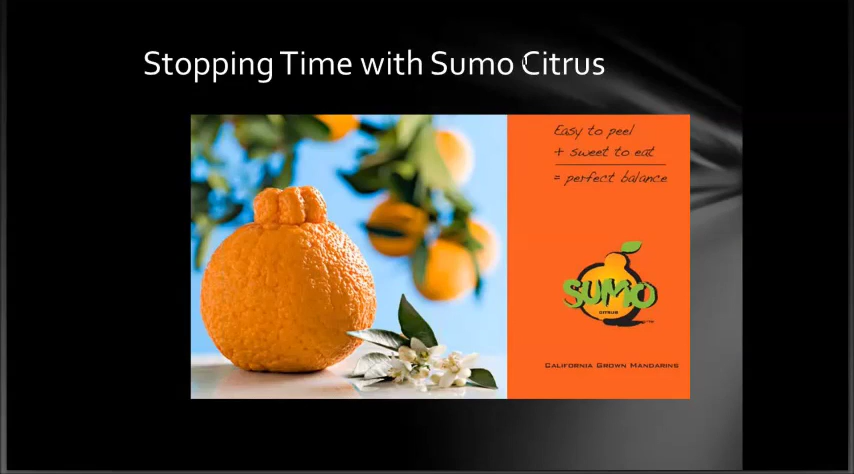 Stopping Time with Sumo Citrus
Easy to peel
+ sweet to eat
= perfect balance
SUMO
CITRUS
California Grown Mandarins